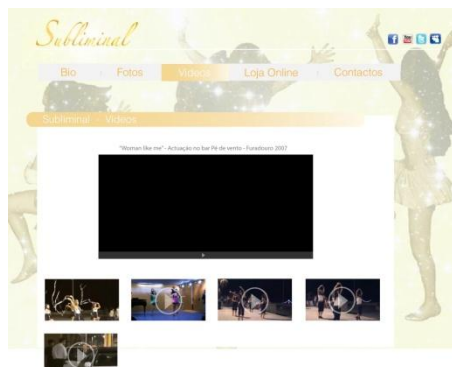 Subliminal
Bio Fotos Vídeos Loja Online Contactos
Subliminal - Vídeos
"Woman like me" - Actuação no bar Pé de vento - Furadouro 2007